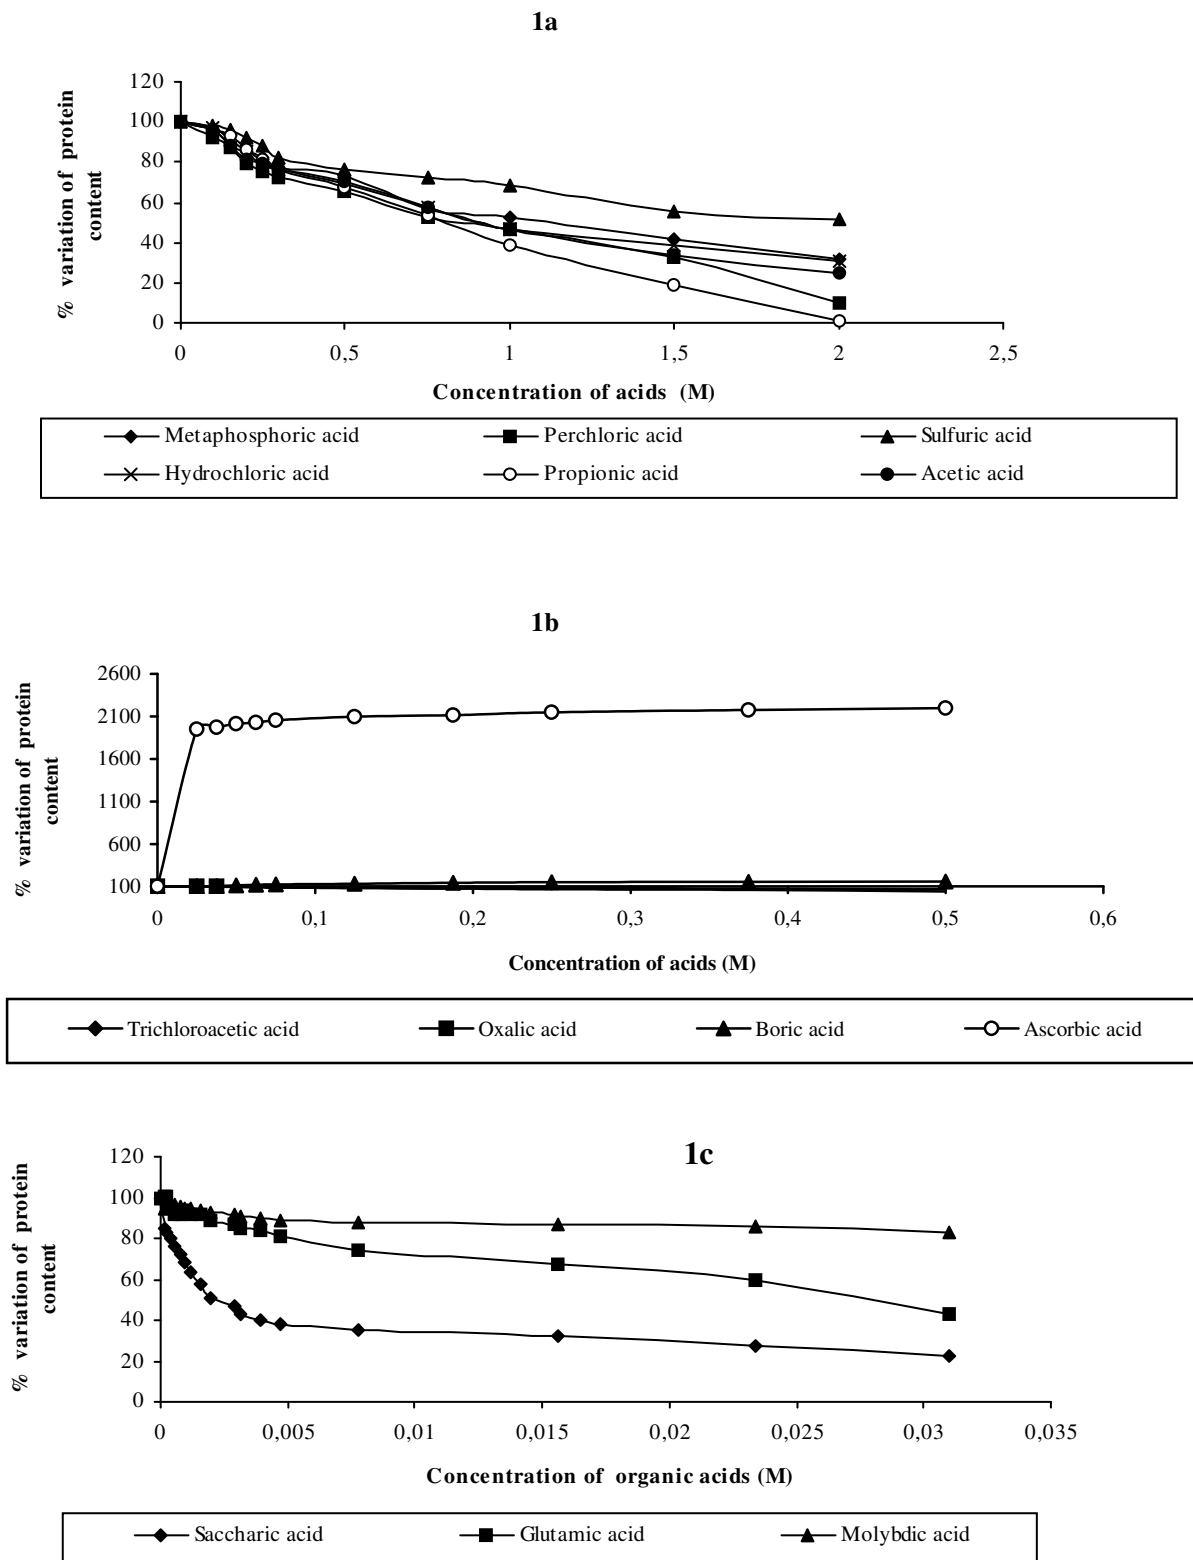 1a
% variation of protein
content
120
100
80
60
40
20
0
0 0,5 1 1,5 2 2,5
Concentration of acids (M)
Metaphosphoric acid Perchloric acid Sulfuric acid
Hydrochloric acid Propionic acid Acetic acid
1b
% variation of protein
content
2600
2100
1600
1100
600
100
0 0,1 0,2 0,3 0,4 0,5 0,6
Concentration of acids (M)
Trichloroacetic acid Oxalic acid Boric acid Ascorbic acid
1c
% variation of protein
content
120
100
80
60
40
20
0
0 0,005 0,01 0,015 0,02 0,025 0,03 0,035
Concentration of organic acids (M)
Saccharic acid Glutamic acid Molybdic acid